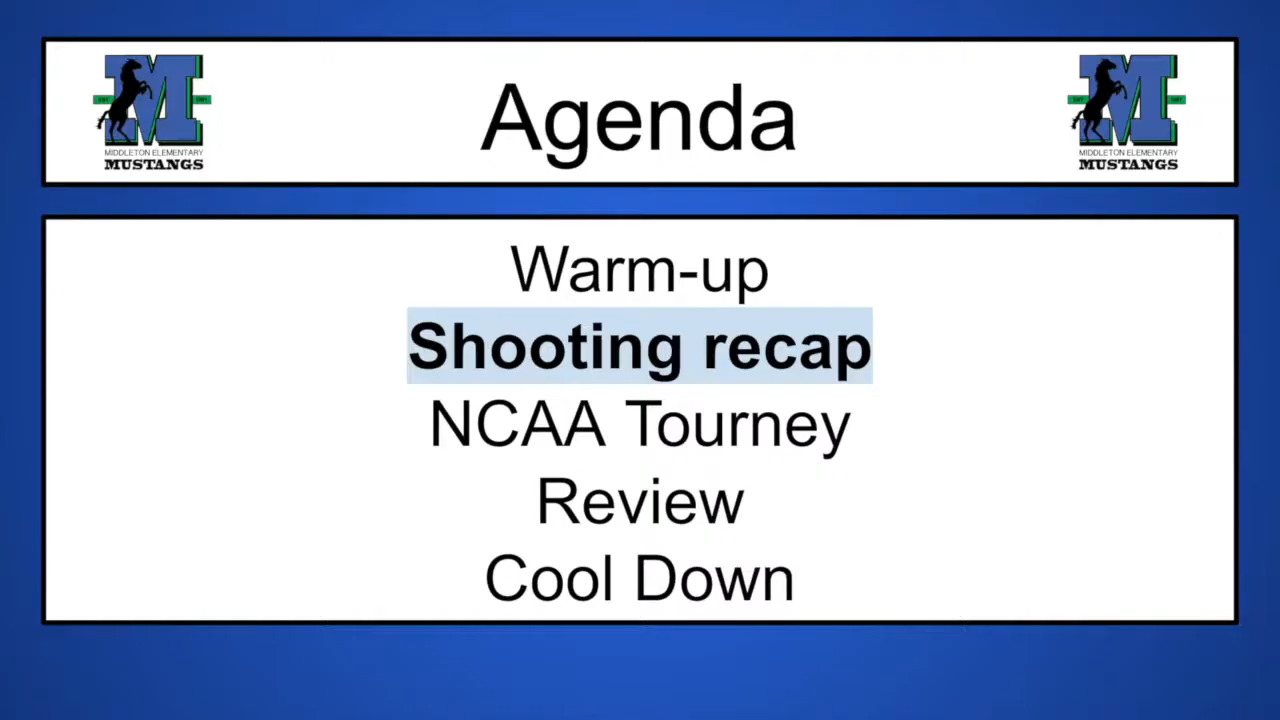 Agenda
M
MIDDLETON ELEMENTARY
MUSTANGS
M
MIDDLETON ELEMENTARY
MUSTANGS
Warm-up
Shooting recap
NCAA Tourney
Review
Cool Down